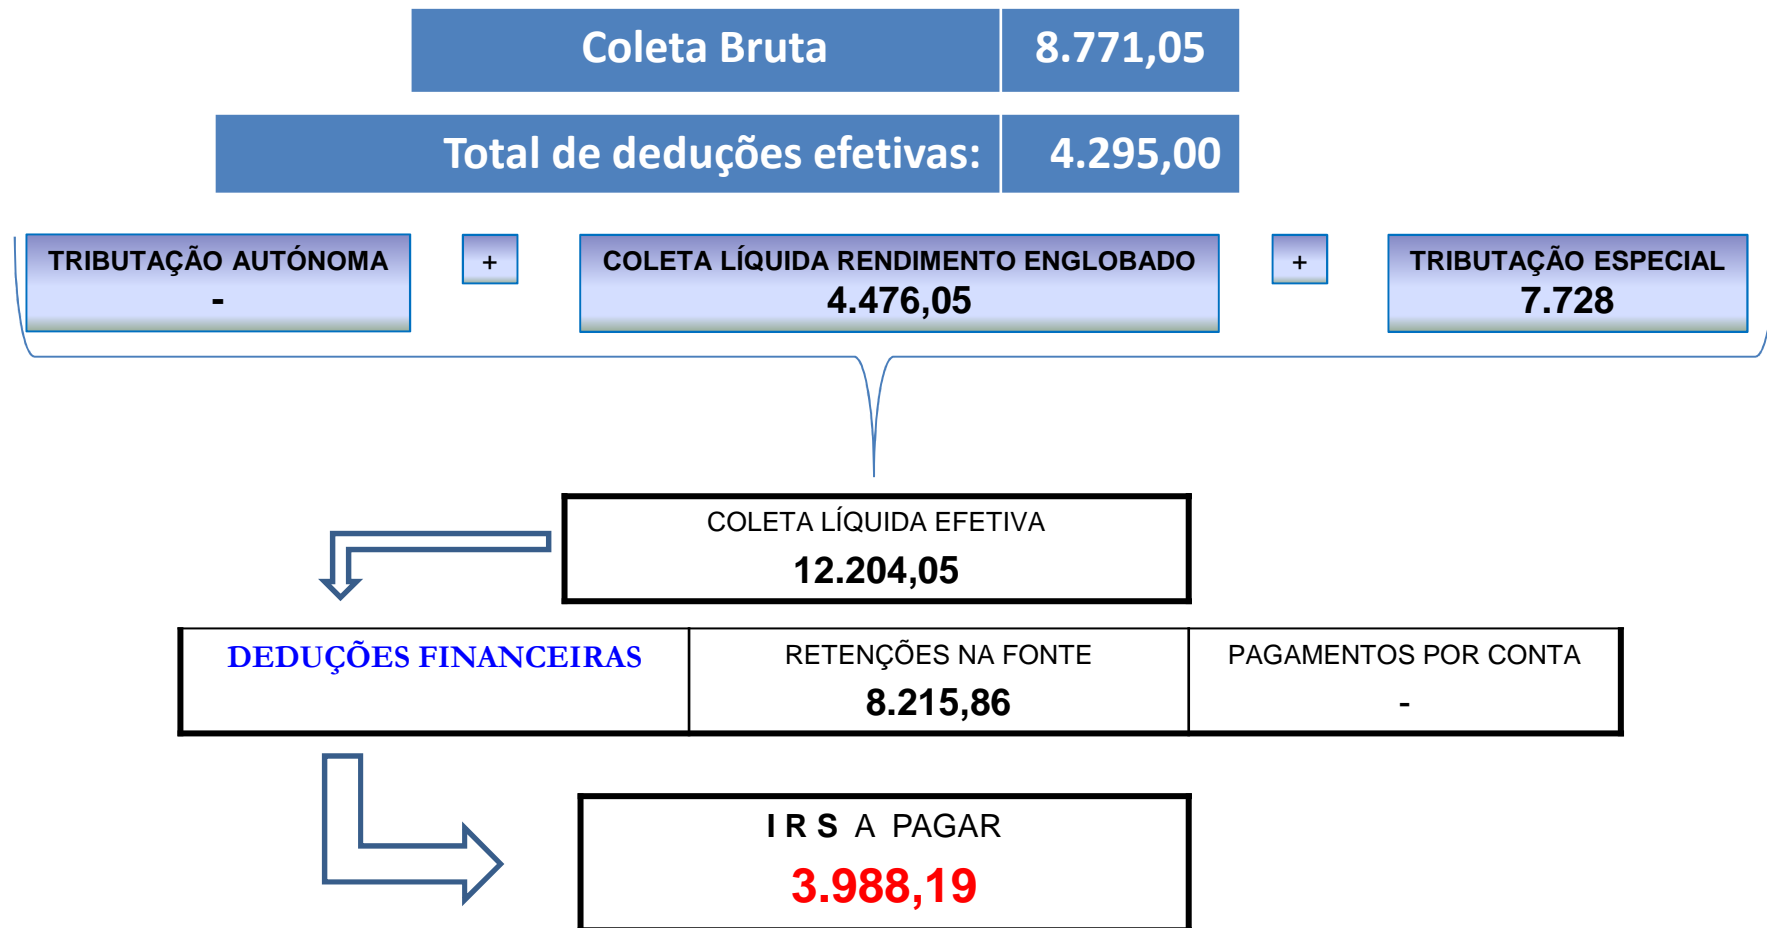 Coleta Bruta 8.771,05
Total de deduções efetivas: 4.295,00
TRIBUTAÇÃO AUTÓNOMA + COLETA LÍQUIDA RENDIMENTO ENGLOBADO + TRIBUTAÇÃO ESPECIAL
- 4.476,05 7.728
COLETA LÍQUIDA EFETIVA
12.204,05
DEDUÇÕES FINANCEIRAS RETENÇÕES NA FONTE PAGAMENTOS POR CONTA
8.215,86 -
I R S A PAGAR
3.988,19